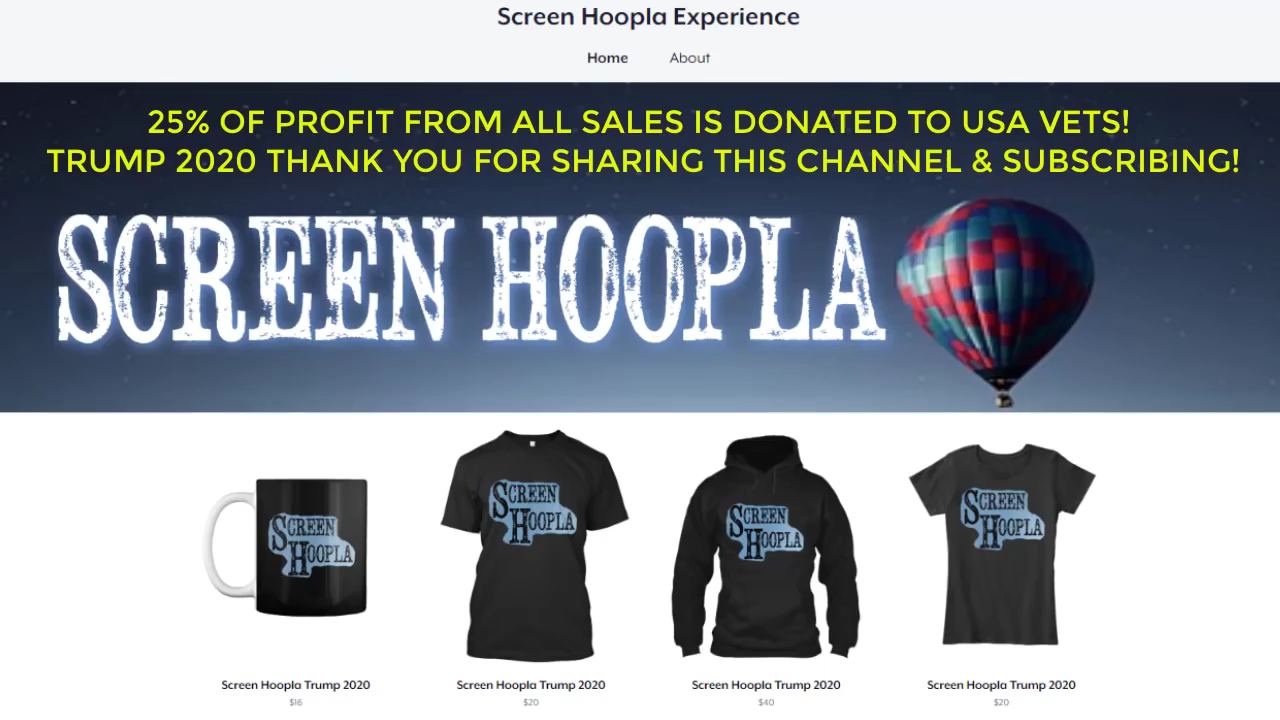 Screen Hoopla Experience
Home About
25% OF PROFIT FROM ALL SALES IS DONATED TO USA VETS!
TRUMP 2020 THANK YOU FOR SHARING THIS CHANNEL & SUBSCRIBING!
SCREEN HOOPLA
SCREEN SCREEN SCREEN SCREEN
HOOPLA HOOPLA HOOPLA HOOPLA
Screen Hoopla Trump 2020 Screen Hoopla Trump 2020 Screen Hoopla Trump 2020 Screen Hoopla Trump 2020
$16 $20 $40 $20